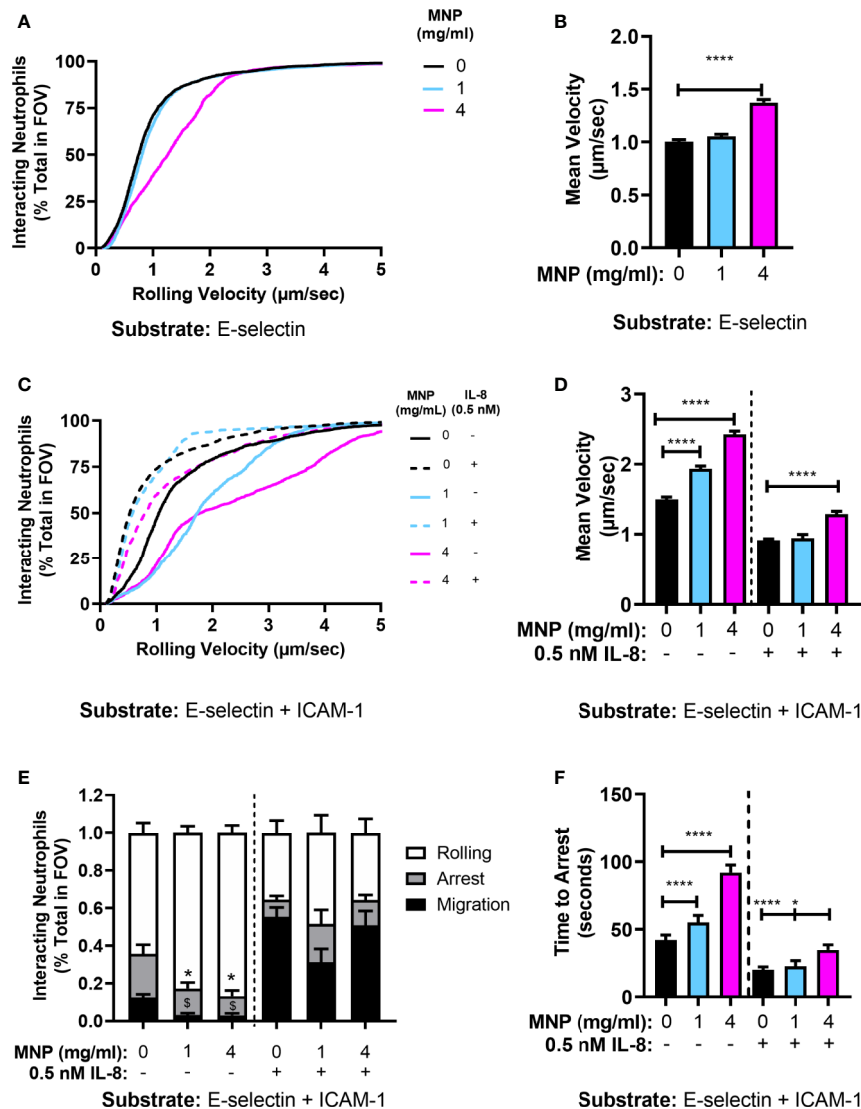 A
Interacting Neutrophils
(% Total in FOV)
100
75
50
25
0
0 1 2 3 4 5
Rolling Velocity (µm/sec)
Substrate: E-selectin
MNP
(mg/ml)
0
1
4
B
Mean Velocity
(µm/sec)
2.0
1.5
1.0
0.5
0.0
****
MNP (mg/ml): 0 1 4
Substrate: E-selectin
C
Interacting Neutrophils
(% Total in FOV)
100
75
50
25
0
0 1 2 3 4 5
Rolling Velocity (µm/sec)
Substrate: E-selectin + ICAM-1
MNP IL-8
(mg/mL) (0.5 nM)
0 -
0 +
1 -
1 +
4 -
4 +
D
Mean Velocity
(µm/sec)
3
2
1
0
****
****
****
MNP (mg/ml): 0 1 4 0 1 4
0.5 nM IL-8: - - - + + +
Substrate: E-selectin + ICAM-1
E
Interacting Neutrophils
(% Total in FOV)
1.2
1.0
0.8
0.6
0.4
0.2
0.0
* *
$ $
Rolling
Arrest
Migration
MNP (mg/ml): 0 1 4 0 1 4
0.5 nM IL-8: - - - + + +
Substrate: E-selectin + ICAM-1
F
Time to Arrest
(seconds)
150
100
50
0
****
****
**** *
MNP (mg/ml): 0 1 4 0 1 4
0.5 nM IL-8: - - - + + +
Substrate: E-selectin + ICAM-1